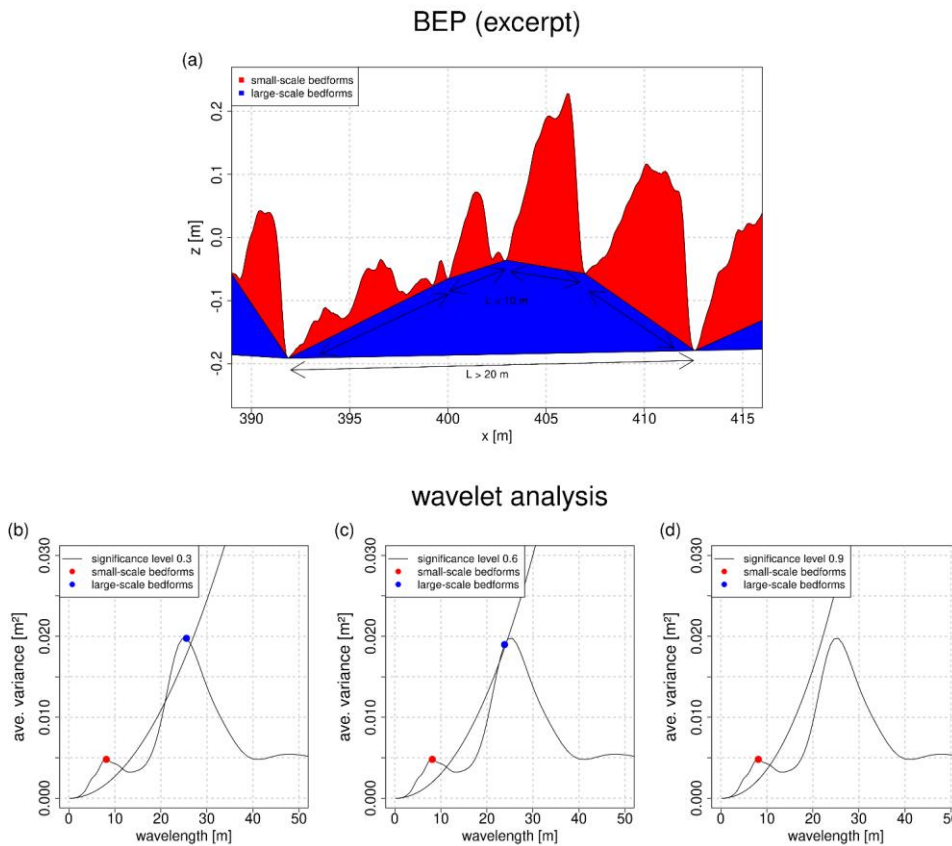 BEP (excerpt)
(a)
small-scale bedforms
large-scale bedforms
z [m]
0.2
0.1
0.0
-0.1
-0.2
L > 20 m
390
395
400
405
410
415
x [m]
wavelet analysis
(b)
significance level 0.3
small-scale bedforms
large-scale bedforms
ave. variance [m²]
0.030
0.020
0.010
0.000
0
10
20
30
40
50
wavelength [m]
(c)
significance level 0.6
small-scale bedforms
large-scale bedforms
ave. variance [m²]
0.030
0.020
0.010
0.000
0
10
20
30
40
50
wavelength [m]
(d)
significance level 0.9
small-scale bedforms
large-scale bedforms
ave. variance [m²]
0.030
0.020
0.010
0.000
0
10
20
30
40
50
wavelength [m]